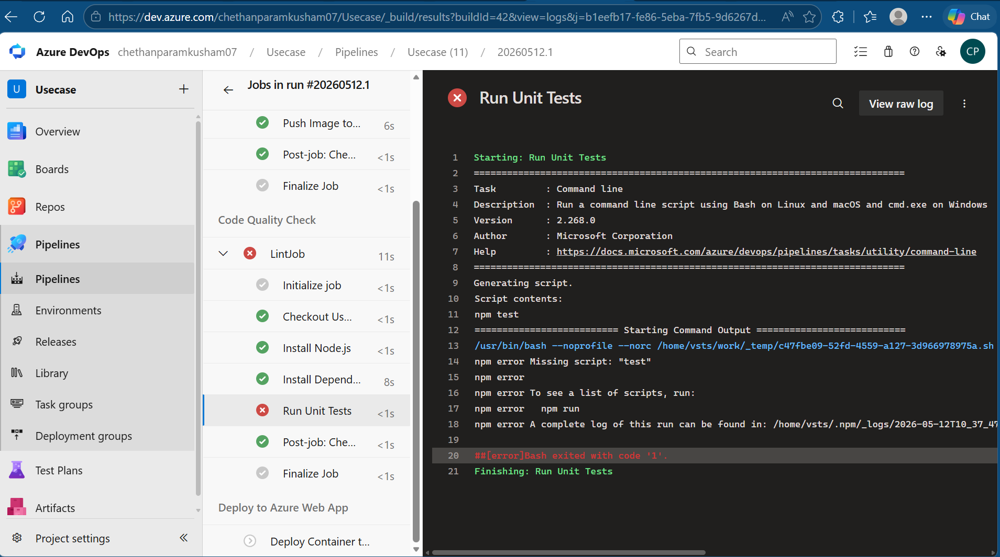 https://dev.azure.com/chethanparamkusham07/Usecase/_build/results?buildId=42&view=logs&j=b1eefb17-fe86-5eba-7fb5-9d6267d...
Chat
Azure DevOps chethanparamkusham07 / Usecase / Pipelines / Usecase (11) / 20260512.1
Search
CP
U Usecase
Overview
Boards
Repos
Pipelines
Pipelines
Environments
Releases
Library
Task groups
Deployment groups
Test Plans
Artifacts
Project settings
Jobs in run #20260512.1
Push Image to... 6s
Post-job: Che... <1s
Finalize Job <1s
Code Quality Check
LintJob 11s
Initialize job <1s
Checkout Us... <1s
Install Node.js <1s
Install Depend... 8s
Run Unit Tests <1s
Post-job: Che... <1s
Finalize Job <1s
Deploy to Azure Web App
Deploy Container t...
Run Unit Tests
View raw log
1 Starting: Run Unit Tests
2 ==============================================================================
3 Task : Command line
4 Description : Run a command line script using Bash on Linux and macOS and cmd.exe on Windows
5 Version : 2.268.0
6 Author : Microsoft Corporation
7 Help : https://docs.microsoft.com/azure/devops/pipelines/tasks/utility/command-line
8 ==============================================================================
9 Generating script.
10 Script contents:
11 npm test
12 ========================== Starting Command Output ===========================
13 /usr/bin/bash --noprofile --norc /home/vsts/work/_temp/c47fbe09-52fd-4559-a127-3d966978975a.sh
14 npm error Missing script: "test"
15 npm error
16 npm error To see a list of scripts, run:
17 npm error   npm run
18 npm error A complete log of this run can be found in: /home/vsts/.npm/_logs/2026-05-12T10_37_47
19
20 ##[error]Bash exited with code '1'.
21 Finishing: Run Unit Tests